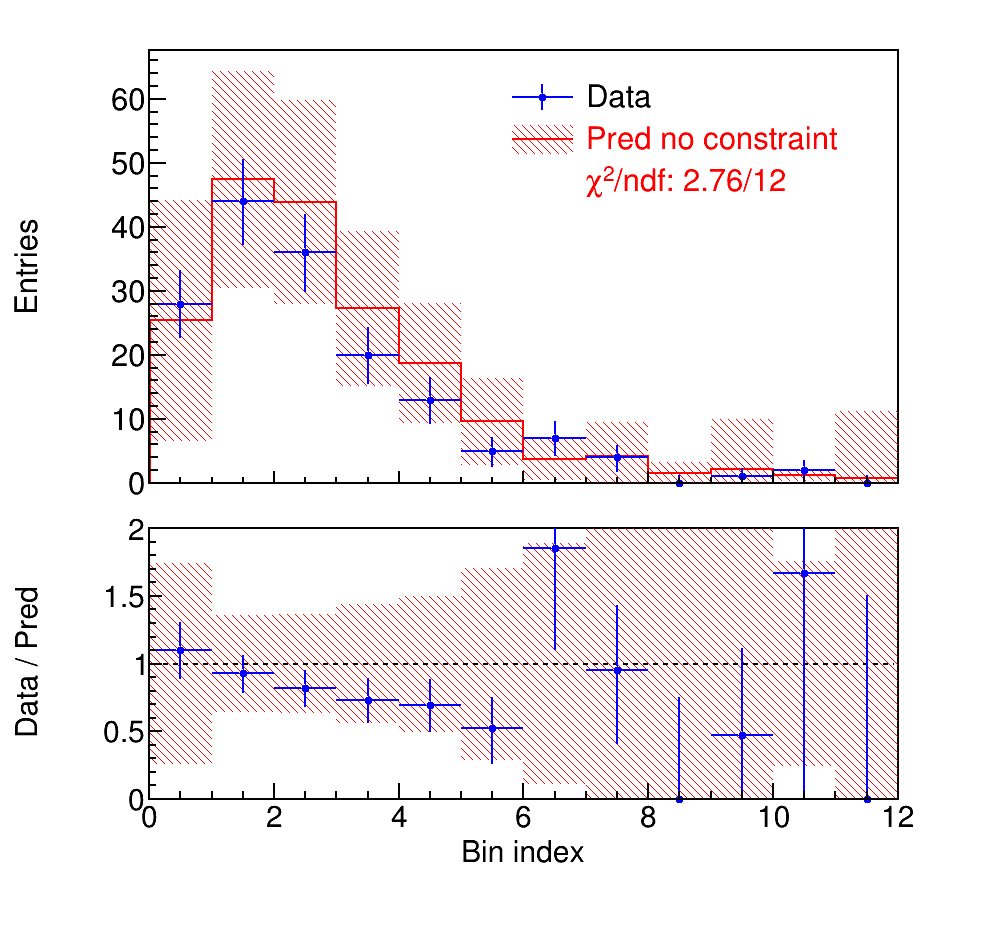 Entries
60
50
40
30
20
10
0
Data
Pred no constraint
χ²/ndf: 2.76/12
Data / Pred
2
1.5
1
0.5
0
0 2 4 6 8 10 12
Bin index